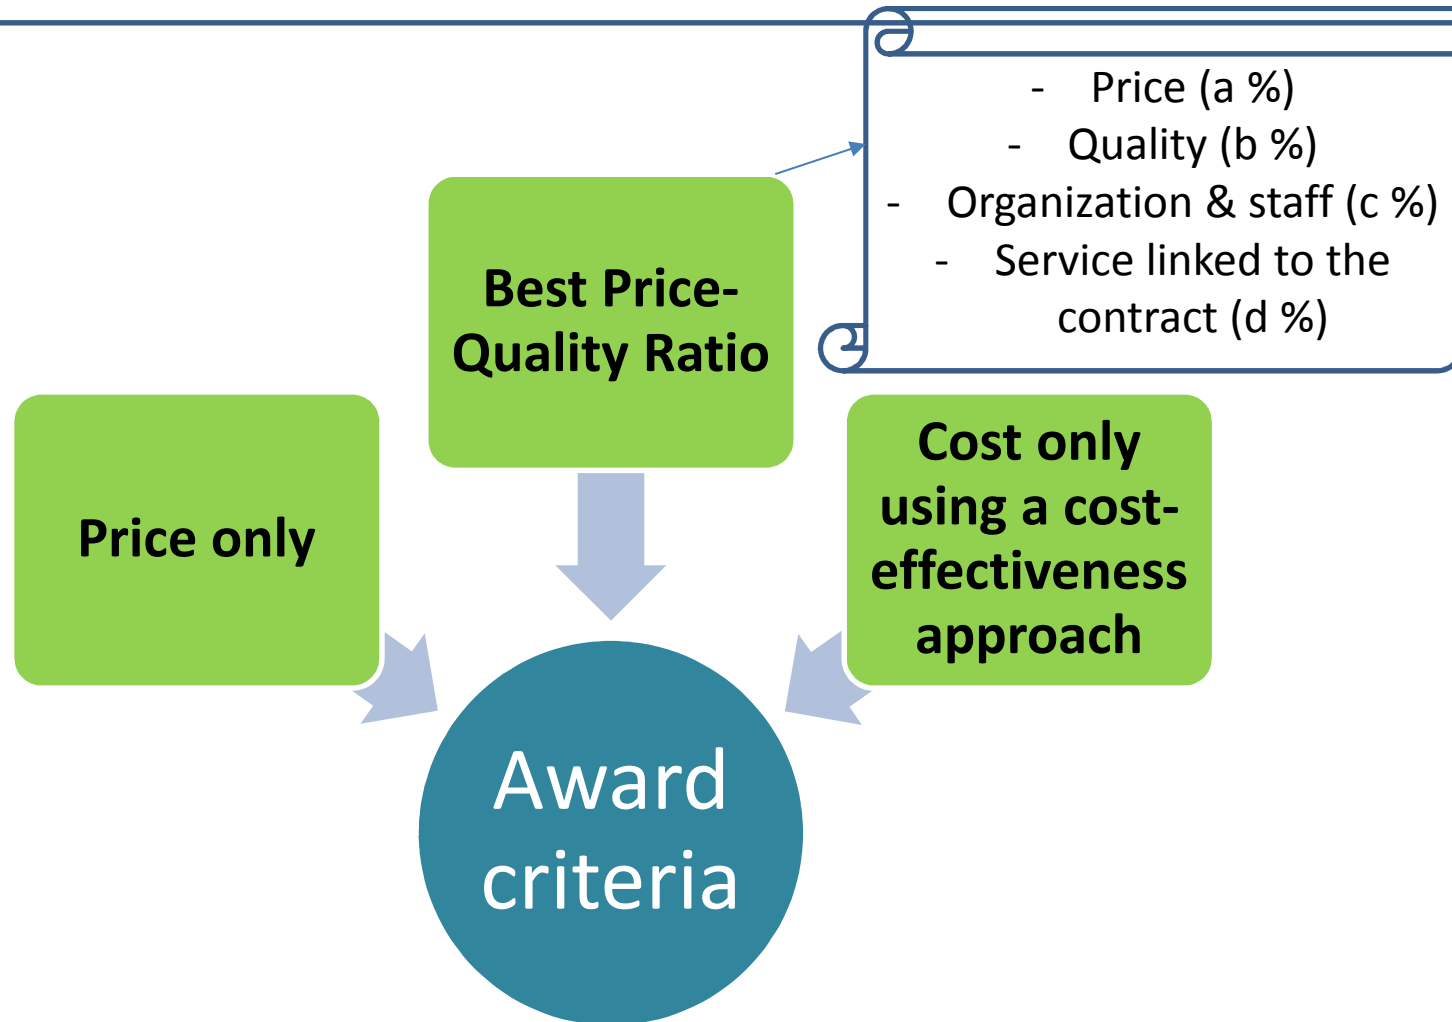 - Price (a %)
- Quality (b %)
- Organization & staff (c %)
- Service linked to the
contract (d %)
Best Price-
Quality Ratio
Price only
Cost only
using a cost-
effectiveness
approach
Award
criteria